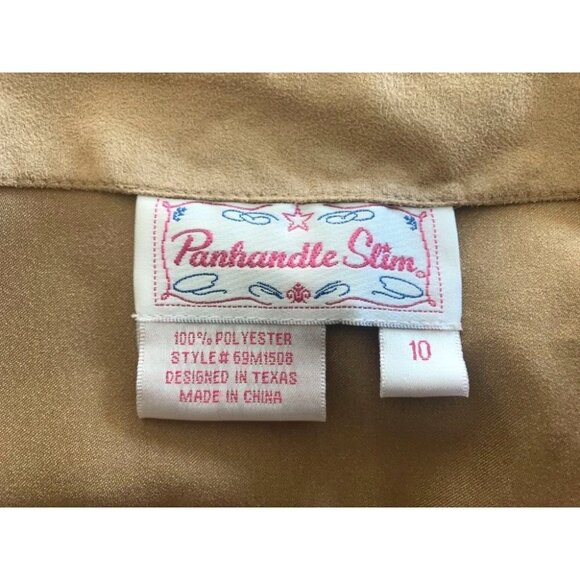 Panhandle Slim
100% POLYESTER
STYLE# 69M1508
DESIGNED IN TEXAS
MADE IN CHINA
10